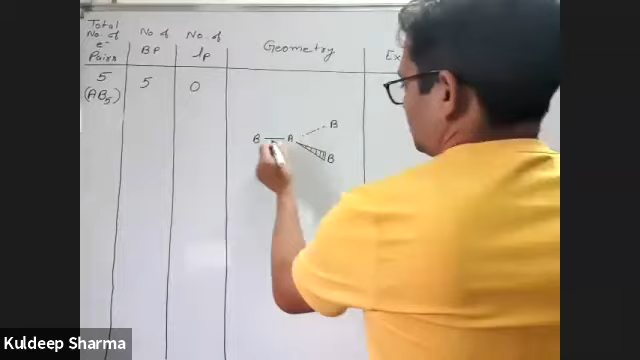 Total No. of e- Pairs
No. of BP
No. of lp
Geometry
Ex
5
(AB5)
5
0
B
A
B
B
Kuldeep Sharma